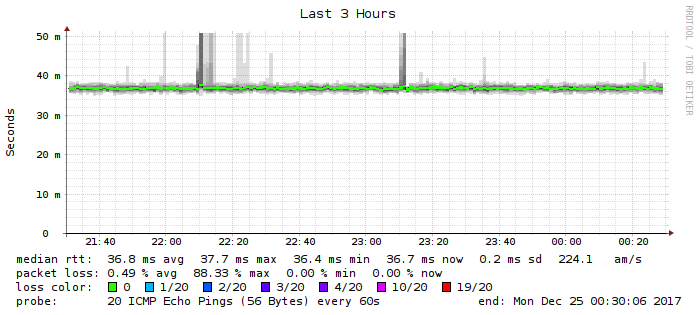 Last 3 Hours
RRDTOOL / TOBI OETIKER
Seconds
50 m
40 m
30 m
20 m
10 m
0
21:40 22:00 22:20 22:40 23:00 23:20 23:40 00:00 00:20
median rtt: 36.8 ms avg 37.7 ms max 36.4 ms min 36.7 ms now 0.2 ms sd 224.1 am/s
packet loss: 0.49 % avg 88.33 % max 0.00 % min 0.00 % now
loss color: 0 1/20 2/20 3/20 4/20 10/20 19/20
probe: 20 ICMP Echo Pings (56 Bytes) every 60s end: Mon Dec 25 00:30:06 2017